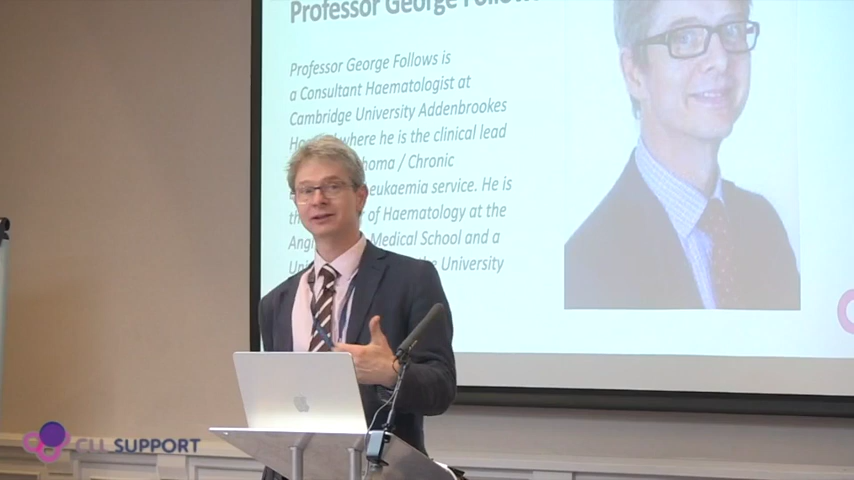 Professor George Follows
Professor George Follows is
a Consultant Haematologist at
Cambridge University Addenbrookes
where he is the clinical lead
/ Chronic
Leukaemia service. He is
of Haematology at the
Medical School and a
University
CLL SUPPORT